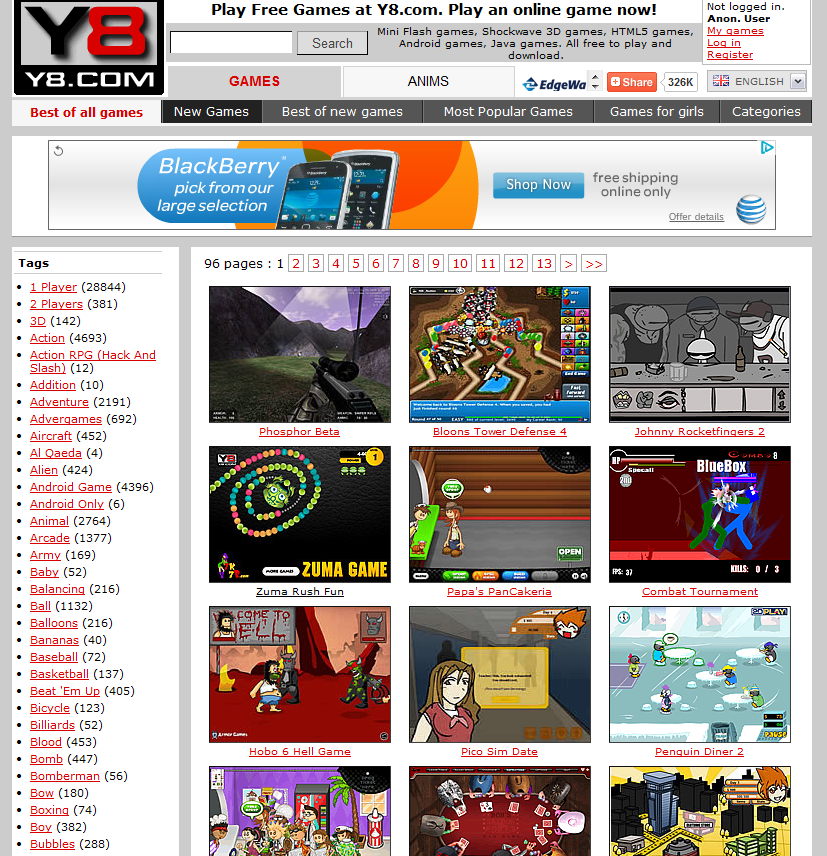 Y8
Y8.COM
Play Free Games at Y8.com. Play an online game now!
Search
Mini Flash games, Shockwave 3D games, HTML5 games,
Android games, Java games. All free to play and
download.
Not logged in.
Anon. User
My games
Log in
Register
GAMES
ANIMS
EdgeWa
Share
326K
ENGLISH
Best of all games
New Games
Best of new games
Most Popular Games
Games for girls
Categories
BlackBerry
pick from our
large selection
Shop Now
free shipping
online only
Offer details
at&t
Tags
1 Player (28844)
2 Players (381)
3D (142)
Action (4693)
Action RPG (Hack And
Slash) (12)
Addition (10)
Adventure (2191)
Advergames (692)
Aircraft (452)
Al Qaeda (4)
Alien (424)
Android Game (4396)
Android Only (6)
Animal (2764)
Arcade (1377)
Army (169)
Baby (52)
Balancing (216)
Ball (1132)
Balloons (216)
Bananas (40)
Baseball (72)
Basketball (137)
Beat 'Em Up (405)
Bicycle (123)
Billiards (52)
Blood (453)
Bomb (447)
Bomberman (56)
Bow (180)
Boxing (74)
Boy (382)
Bubbles (288)
96 pages : 1 2 3 4 5 6 7 8 9 10 11 12 13 > >>
Phosphor Beta
Bloons Tower Defense 4
Johnny Rocketfingers 2
Y8
MORE GAMES
ZUMA GAME
OPEN
HP
Specall
BlueBox
FPS: 37
KILLS: 0 / 3
Zuma Rush Fun
Papa's PanCakeria
Combat Tournament
COME TO
Armor Games
GOPLAY!
PAUSE
Hobo 6 Hell Game
Pico Sim Date
Penguin Diner 2